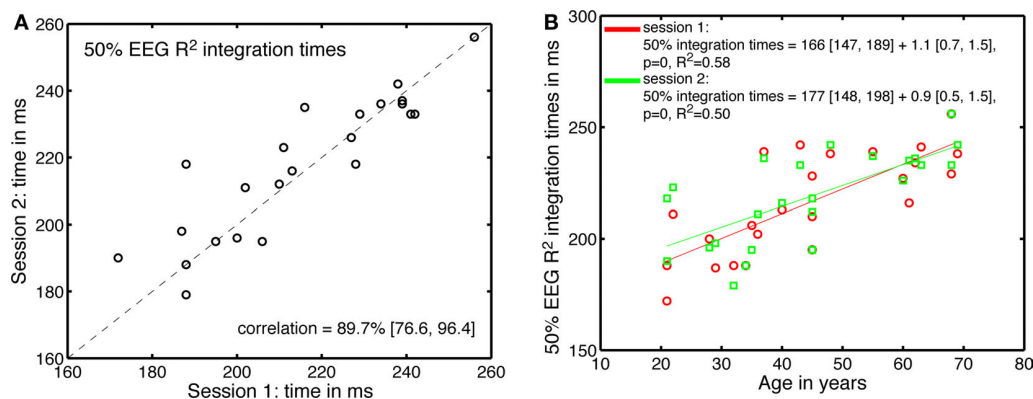 A
50% EEG R² integration times
260
240
220
200
180
160
Session 2: time in ms
correlation = 89.7% [76.6, 96.4]
160 180 200 220 240 260
Session 1: time in ms
B
300
250
200
150
50% EEG R² integration times in ms
session 1:
50% integration times = 166 [147, 189] + 1.1 [0.7, 1.5],
p=0, R²=0.58
session 2:
50% integration times = 177 [148, 198] + 0.9 [0.5, 1.5],
p=0, R²=0.50
10 20 30 40 50 60 70 80
Age in years